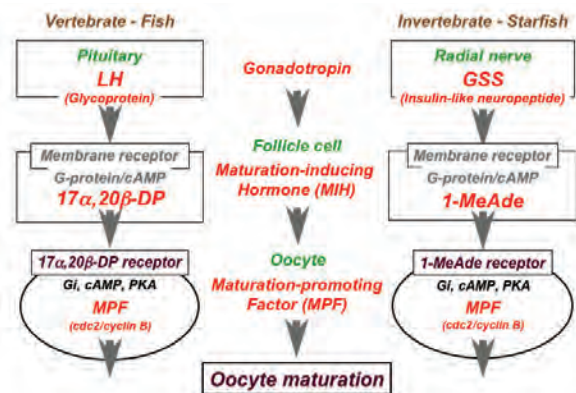 Vertebrate - Fish
Pituitary
LH
(Glycoprotein)
Membrane receptor
G-protein/cAMP
17α,20β-DP
17α,20β-DP receptor
Gi, cAMP, PKA
MPF
(cdc2/cyclin B)
Gonadotropin
Follicle cell
Maturation-inducing
Hormone (MIH)
Oocyte
Maturation-promoting
Factor (MPF)
Oocyte maturation
Invertebrate - Starfish
Radial nerve
GSS
(Insulin-like neuropeptide)
Membrane receptor
G-protein/cAMP
1-MeAde
1-MeAde receptor
Gi, cAMP, PKA
MPF
(cdc2/cyclin B)